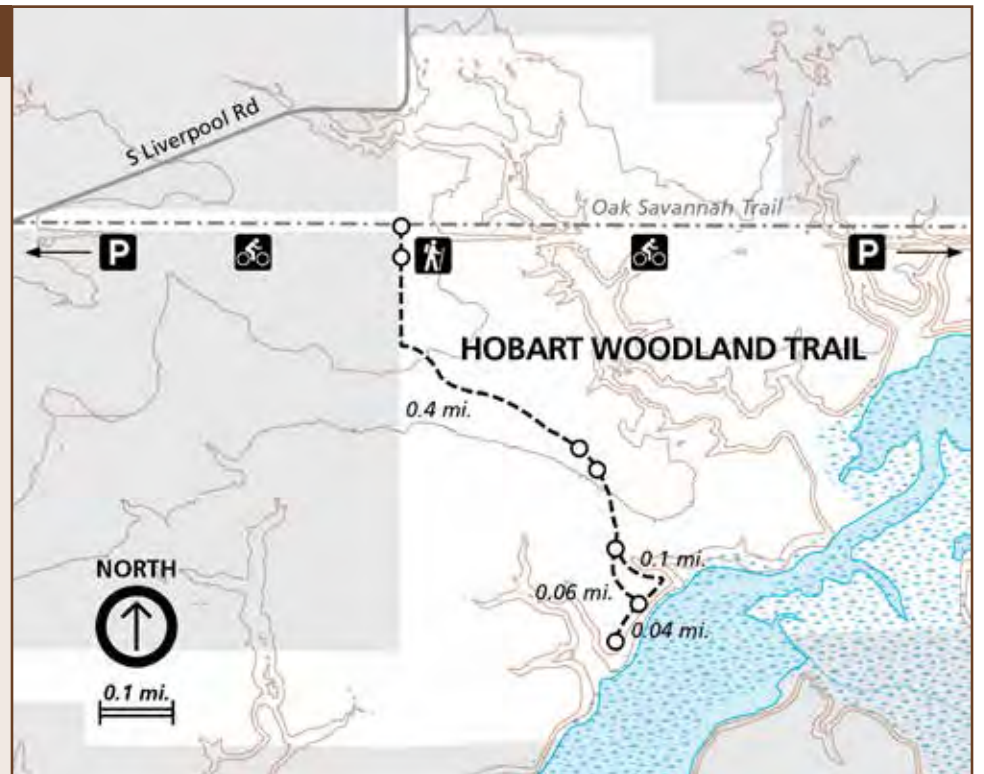 S Liverpool Rd
Oak Savannah Trail
P
P
HOBART WOODLAND TRAIL
0.4 mi.
NORTH
0.1 mi.
0.06 mi.
0.04 mi.
0.1 mi.